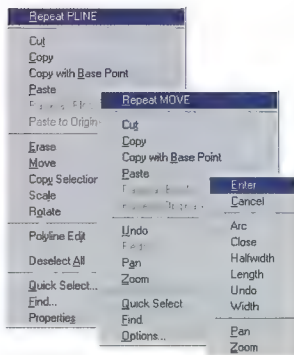 Repeat PLINE
Cut
Copy
Copy with Base Point
Paste
Paste to Origin
Erase
Move
Copy Selection
Scale
Rotate
Polyline Edit
Deselect All
Quick Select...
Find...
Properties
Repeat MOVE
Cut
Copy
Copy with Base Point
Paste
Undo
Pan
Zoom
Quick Select
Find
Options...
Enter
Cancel
Arc
Close
Halfwidth
Length
Undo
Width
Pan
Zoom